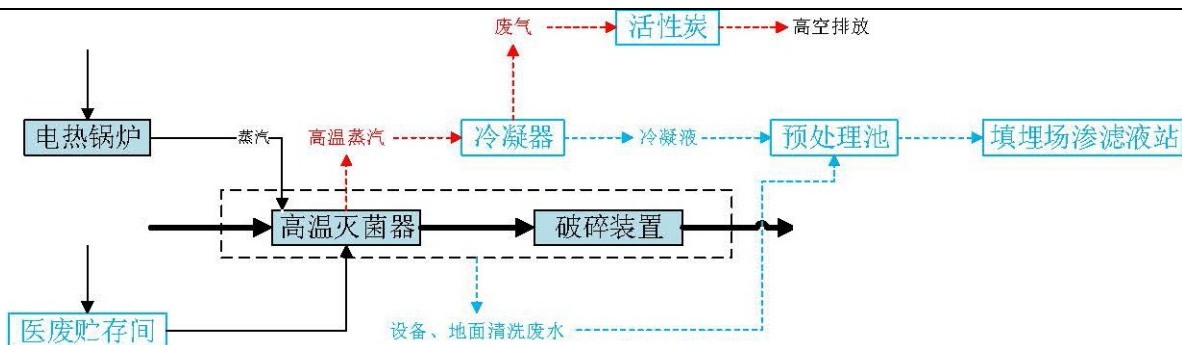 废气
活性炭
高空排放
电热锅炉
蒸汽
高温蒸汽
冷凝器
冷凝液
预处理池
填埋场渗滤液站
高温灭菌器
破碎装置
医废贮存间
设备、地面清洗废水